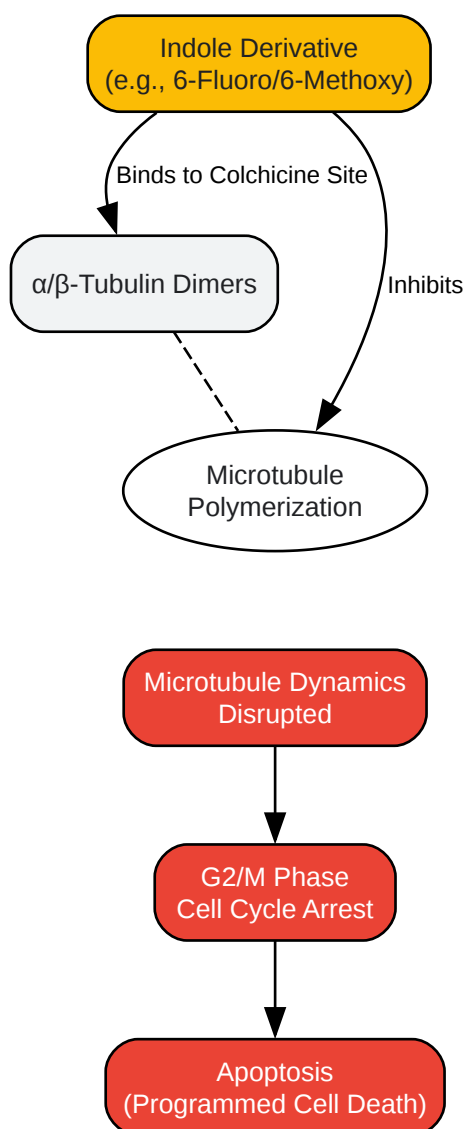 Indole Derivative
(e.g., 6-Fluoro/6-Methoxy)
Binds to Colchicine Site
α/β-Tubulin Dimers
Inhibits
Microtubule
Polymerization
Microtubule Dynamics
Disrupted
G2/M Phase
Cell Cycle Arrest
Apoptosis
(Programmed Cell Death)